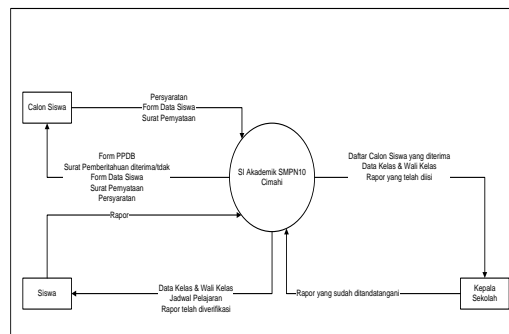 Calon Siswa
Persyaratan
Form Data Siswa
Surat Pernyataan
Form PPDB
Surat Pemberitahuan diterima/tidak
Form Data Siswa
Surat Pernyataan
Persyaratan
SI Akademik SMPN10
Cimahi
Daftar Calon Siswa yang diterima
Data Kelas & Wali Kelas
Rapor yang telah diisi
Rapor
Siswa
Data Kelas & Wali Kelas
Jadwal Pelajaran
Rapor telah diverifikasi
Rapor yang sudah ditandatangani
Kepala
Sekolah